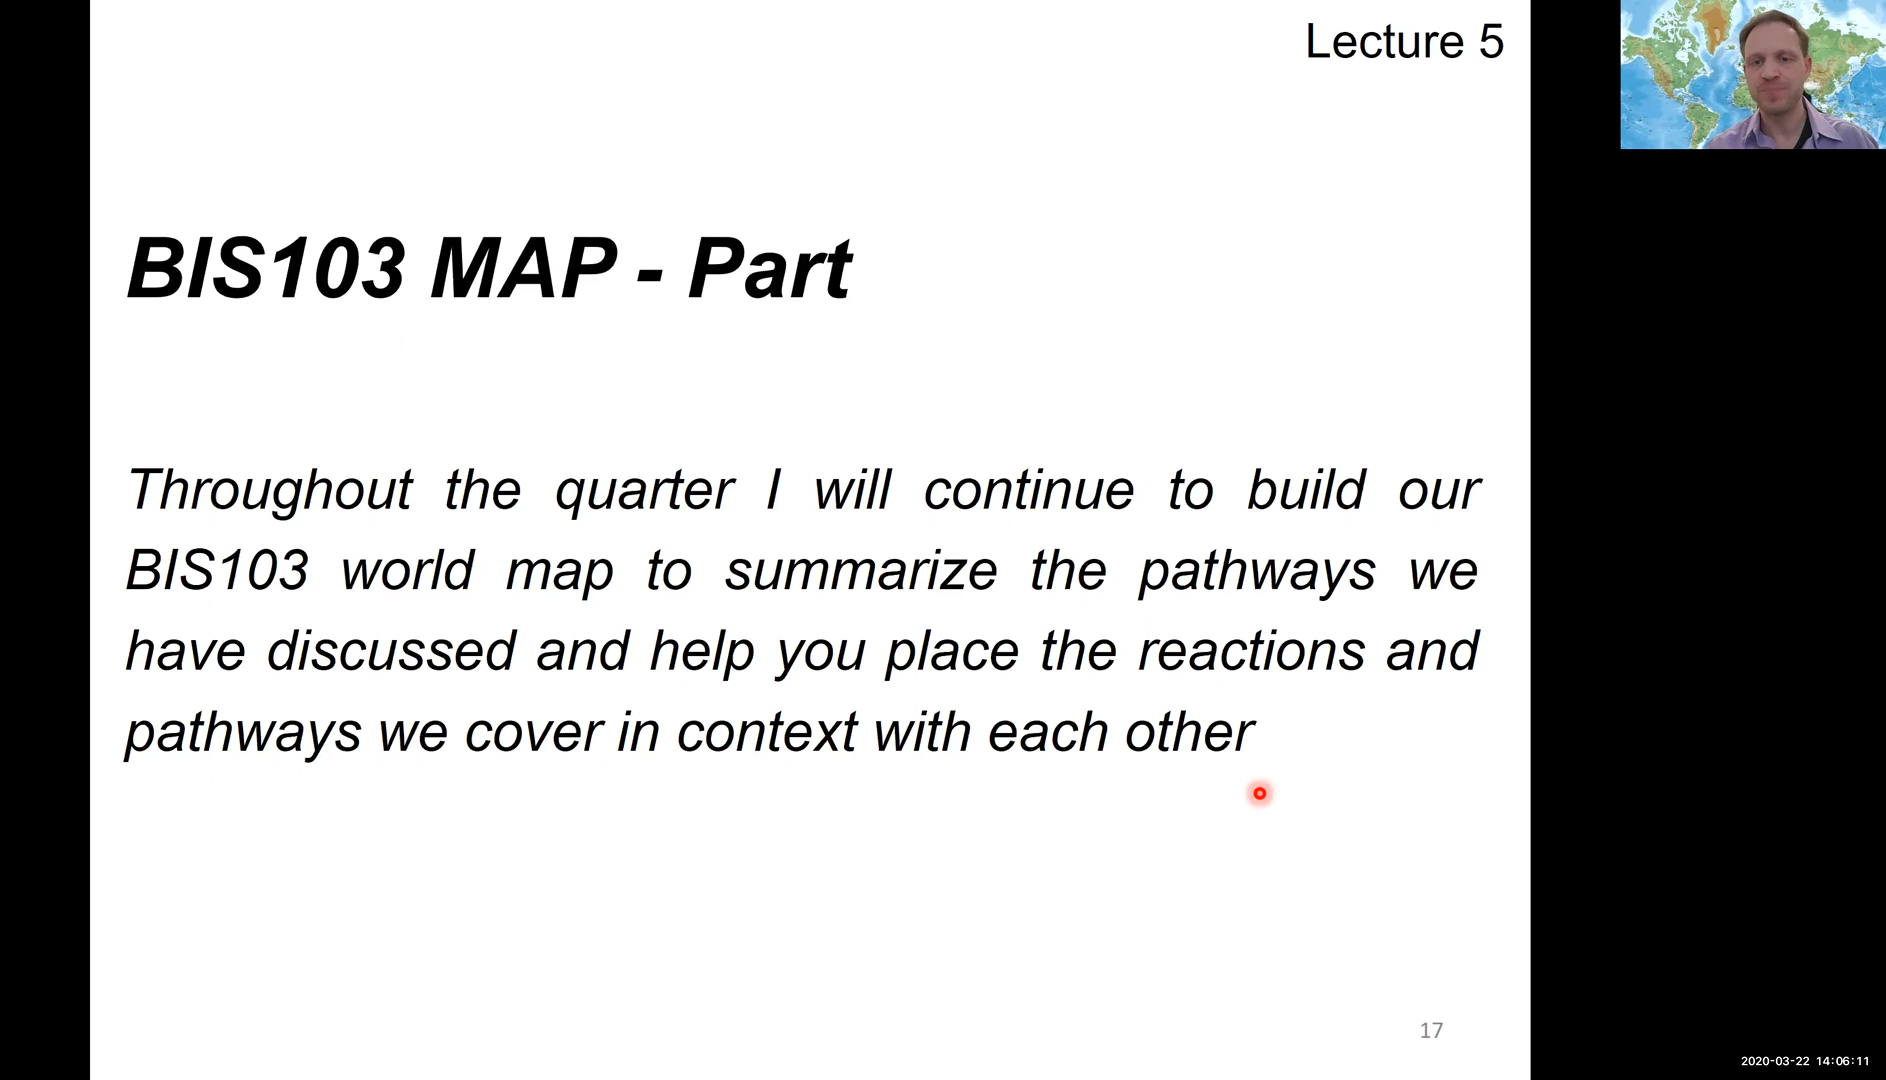 Lecture 5
BIS103 MAP - Part
Throughout the quarter I will continue to build our
BIS103 world map to summarize the pathways we
have discussed and help you place the reactions and
pathways we cover in context with each other
17
2020-03-22 14:06:11